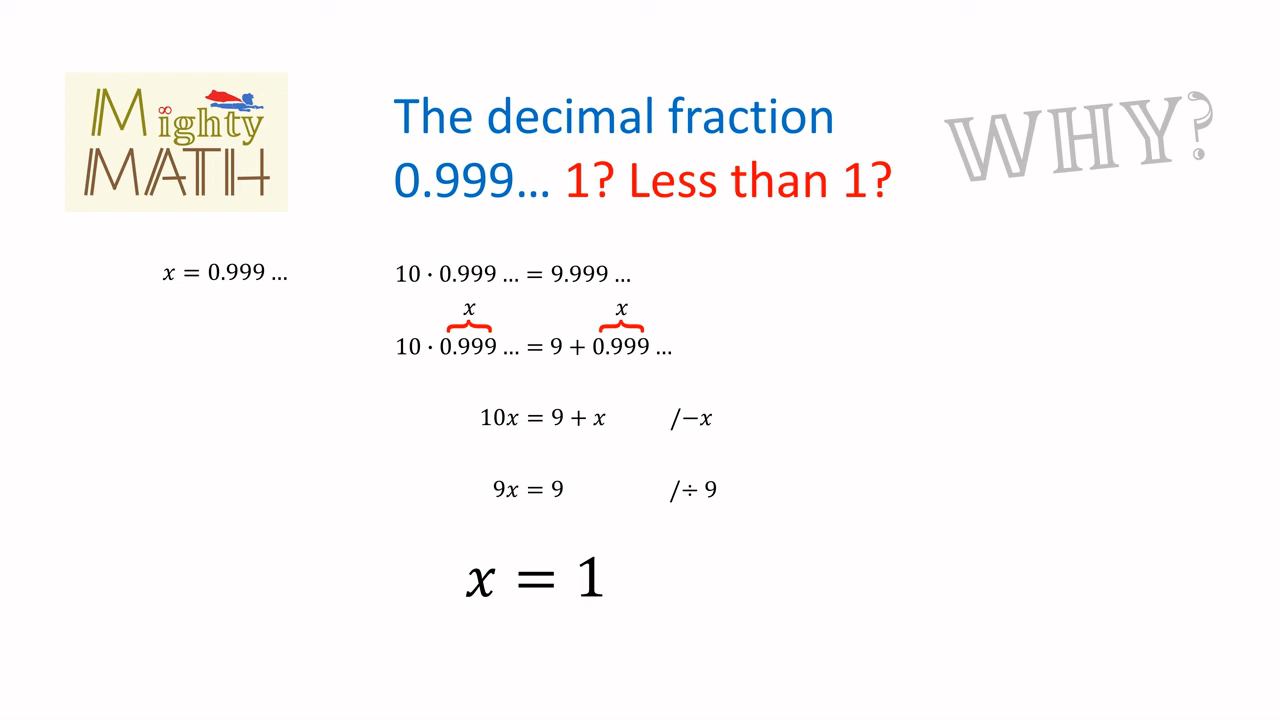 M∞ighty
MATH
The decimal fraction
0.999... 1? Less than 1?
WHY?
x = 0.999 ...
10 · 0.999 ... = 9.999 ...
x x
10 · 0.999 ... = 9 + 0.999 ...
10x = 9 + x /−x
9x = 9 /÷ 9
x = 1